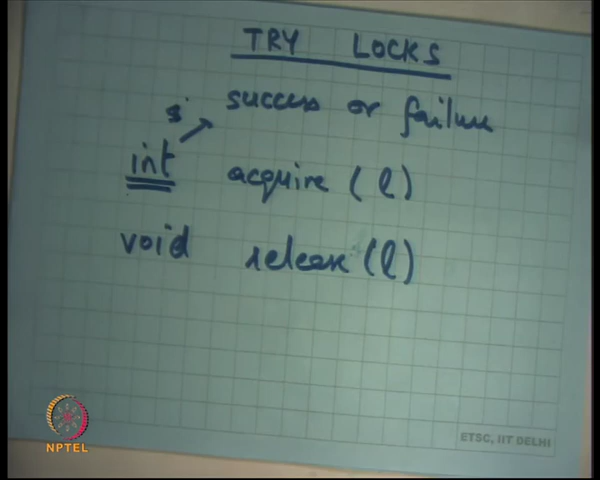 TRY LOCKS
success or failure
int acquire (l)
void release (l)
NPTEL
ETSC, IIT DELHI